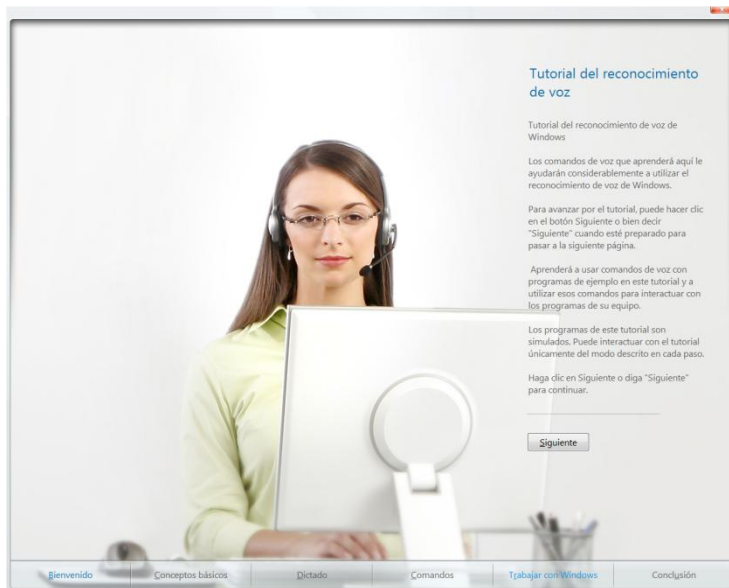 Tutorial del reconocimiento
de voz
Tutorial del reconocimiento de voz de
Windows
Los comandos de voz que aprenderá aquí le
ayudarán considerablemente a utilizar el
reconocimiento de voz de Windows.
Para avanzar por el tutorial, puede hacer clic
en el botón Siguiente o bien decir
"Siguiente" cuando esté preparado para
pasar a la siguiente página.
Aprenderá a usar comandos de voz con
programas de ejemplo en este tutorial y a
utilizar esos comandos para interactuar con
los programas de su equipo.
Los programas de este tutorial son
simulados. Puede interactuar con el tutorial
únicamente del modo descrito en cada paso.
Haga clic en Siguiente o diga "Siguiente"
para continuar.
Siguiente
Bienvenido Conceptos básicos Dictado Comandos Trabajar con Windows Conclusión